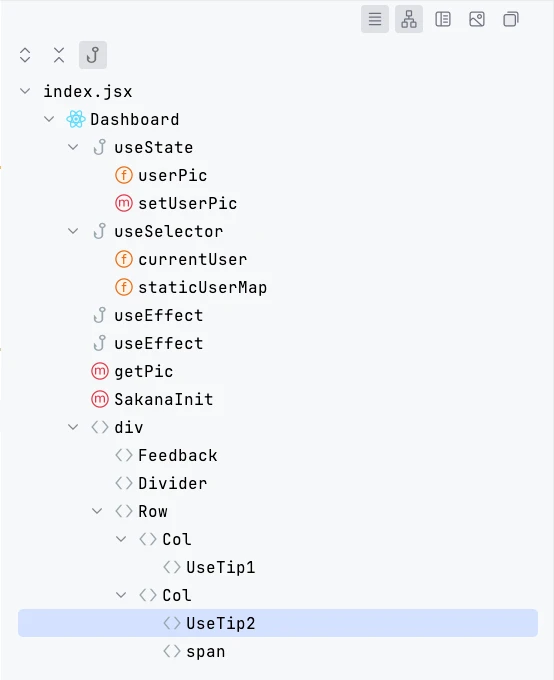 index.jsx
Dashboard
useState
f userPic
m setUserPic
useSelector
f currentUser
f staticUserMap
useEffect
useEffect
m getPic
m SakanaInit
div
Feedback
Divider
Row
Col
UseTip1
Col
UseTip2
span